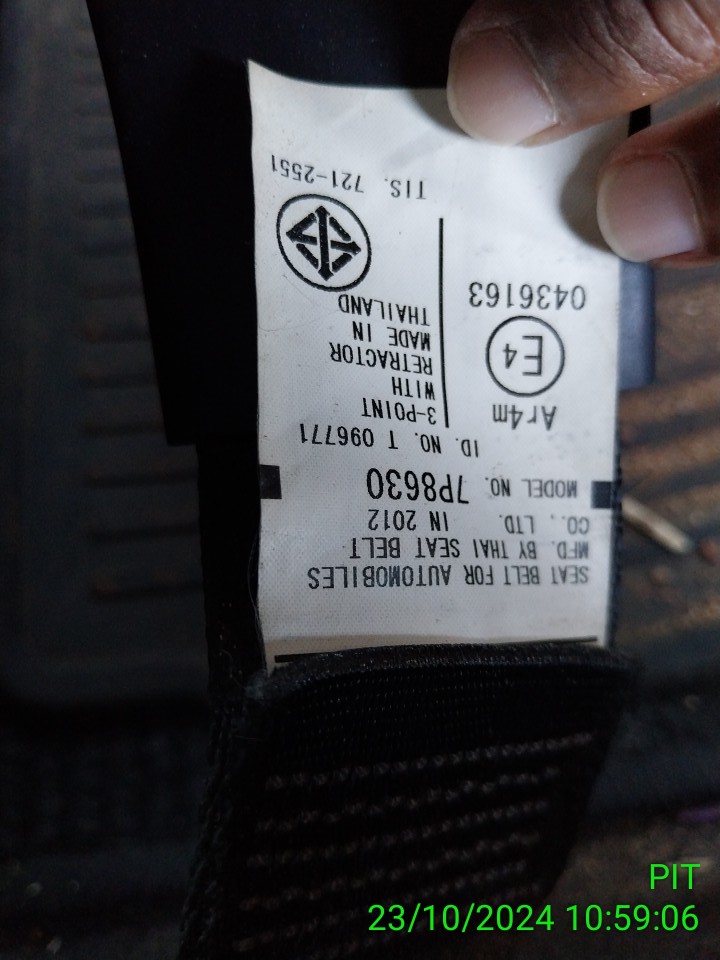 SEAT BELT FOR AUTOMOBILES
MFD. BY THAI SEAT BELT
CO., LTD. IN 2012
MODEL NO. 7P8630
ID. NO. T 096771
Ar4m
E4
0436163
3-POINT
WITH
RETRACTOR
MADE IN
THAILAND
TIS. 721-2551
PIT
23/10/2024 10:59:06